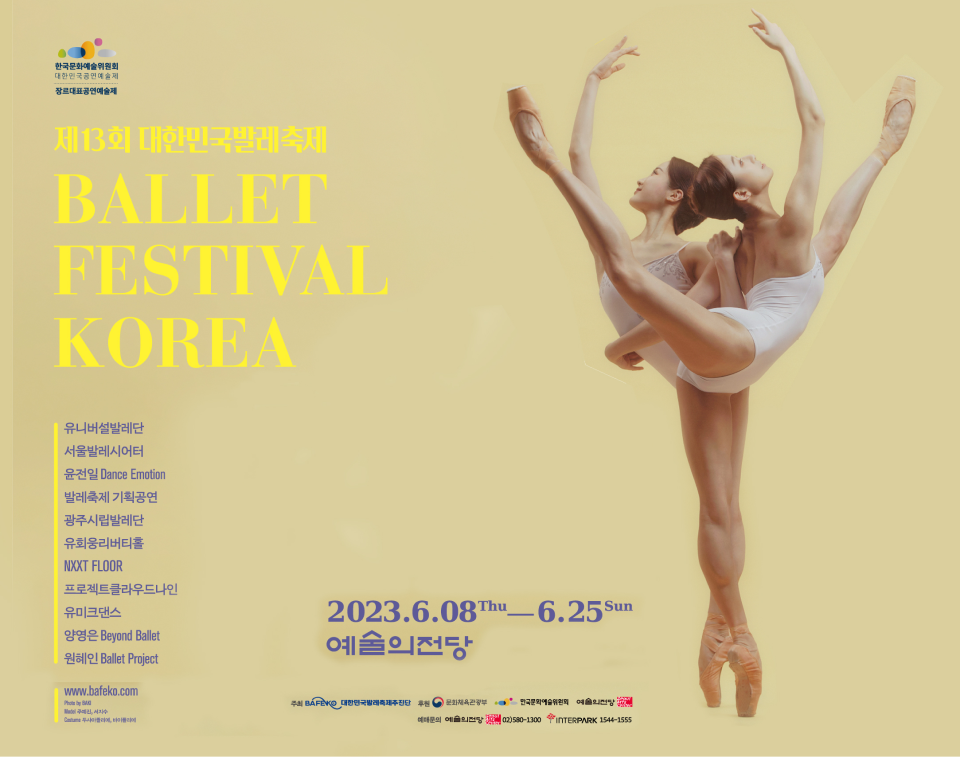 한국문화예술위원회
대한민국공연예술제
장르대표공연예술제
제13회 대한민국발레축제
BALLET
FESTIVAL
KOREA
유니버설발레단
서울발레시어터
윤전일 Dance Emotion
발레축제 기획공연
광주시립발레단
유회웅리버티홀
NXXT FLOOR
프로젝트클라우드나인
유미크댄스
양영은 Beyond Ballet
원혜인 Ballet Project
2023.6.08Thu—6.25Sun
예술의전당
www.bafeko.com
Photo by BAKi
주최 BAFEKO 대한민국발레축제추진단 후원 문화체육관광부 한국문화예술위원회 예술의전당
예매문의 예술의전당 02)580-1300 INTERPARK 1544-1555